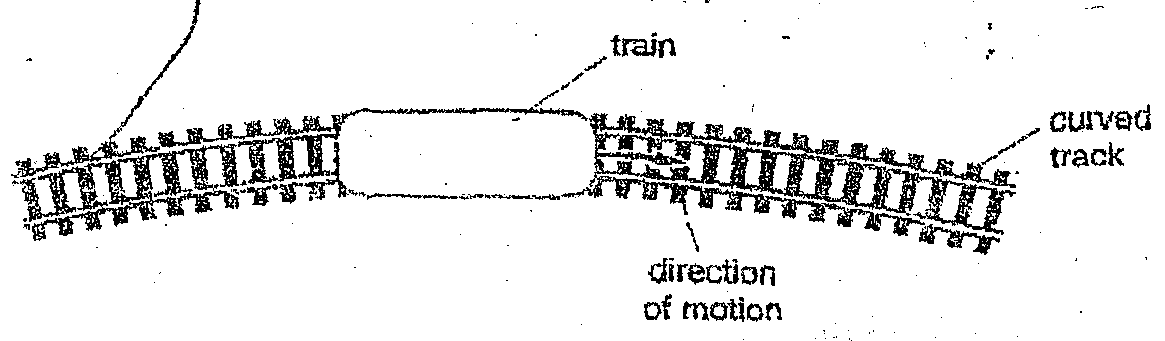 train
curved
track
direction
of motion